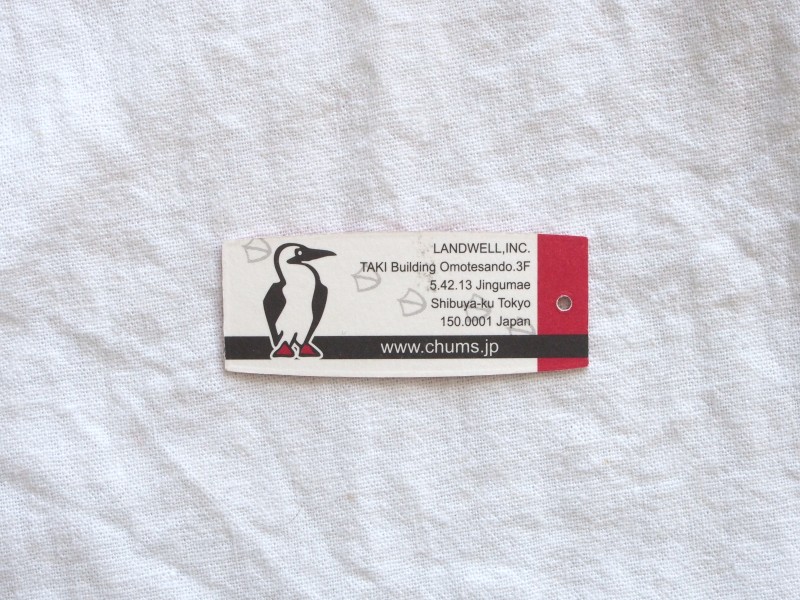 LANDWELL,INC.
TAKI Building Omotesando.3F
5.42.13 Jingumae
Shibuya-ku Tokyo
150.0001 Japan
www.chums.jp